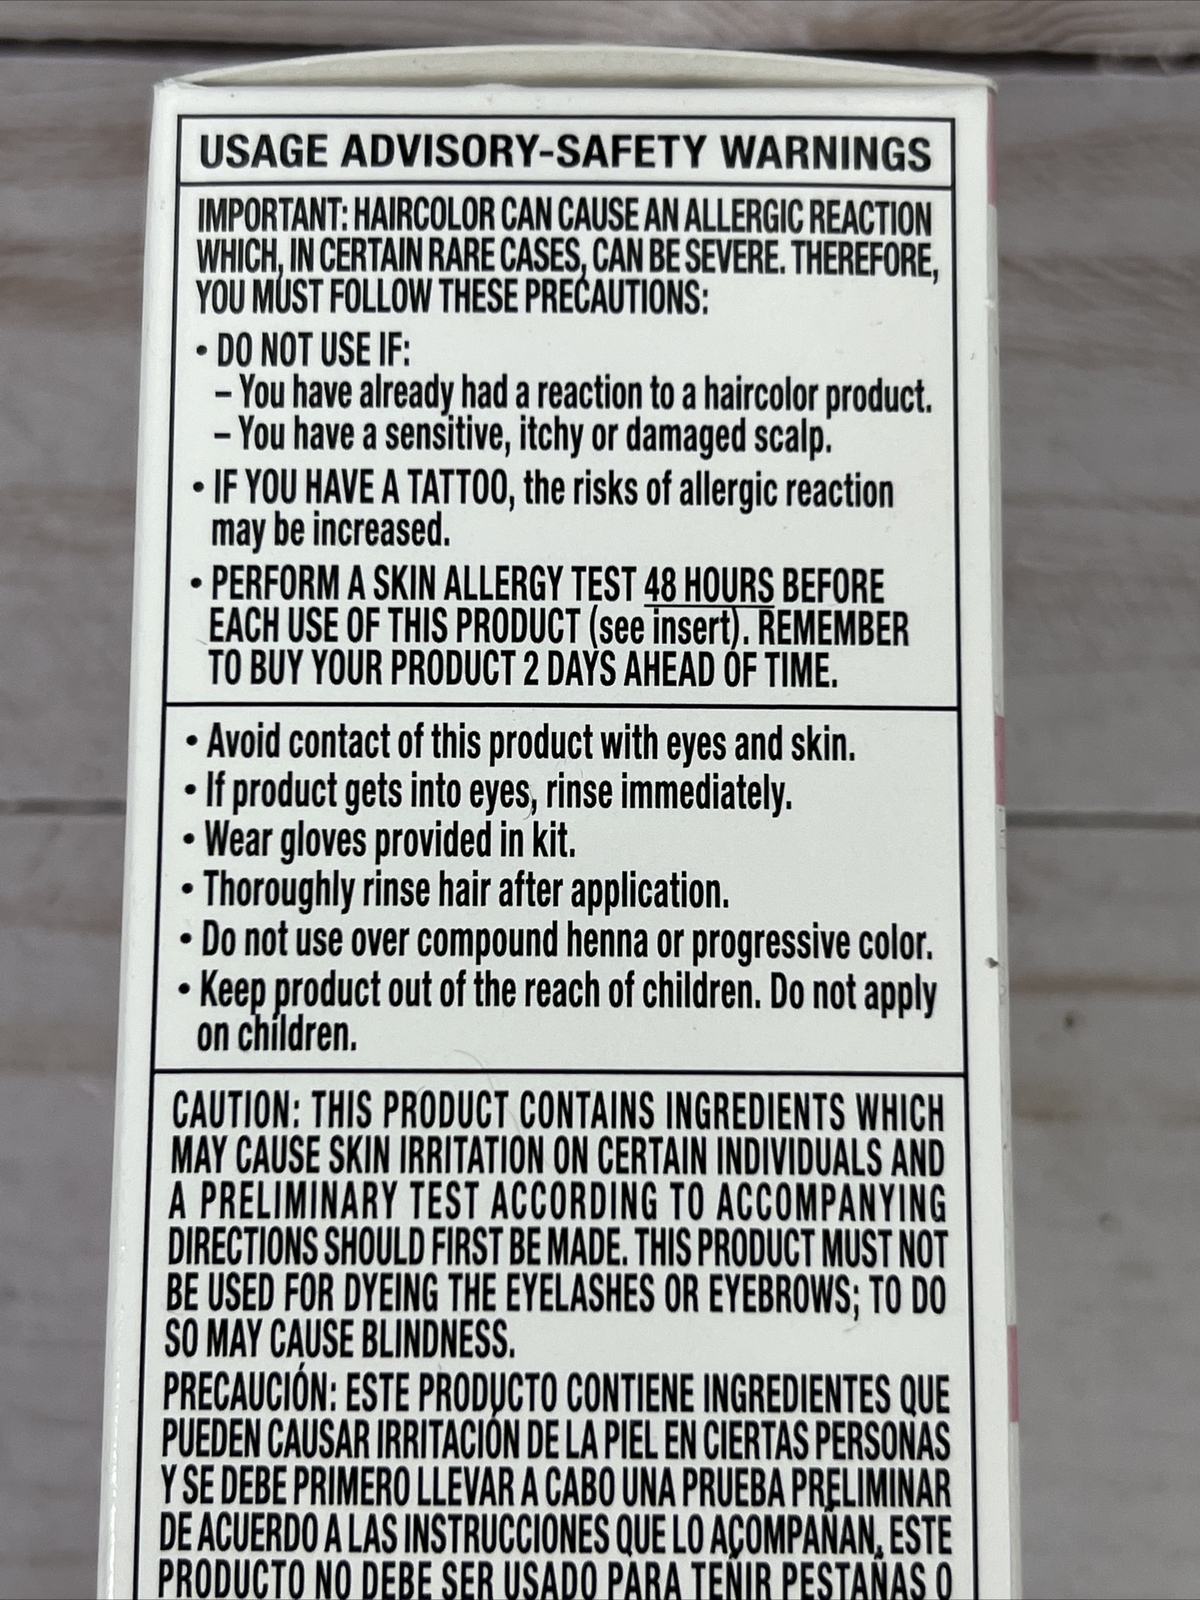 USAGE ADVISORY-SAFETY WARNINGS
IMPORTANT: HAIRCOLOR CAN CAUSE AN ALLERGIC REACTION
WHICH, IN CERTAIN RARE CASES, CAN BE SEVERE. THEREFORE,
YOU MUST FOLLOW THESE PRECAUTIONS:
• DO NOT USE IF:
– You have already had a reaction to a haircolor product.
– You have a sensitive, itchy or damaged scalp.
• IF YOU HAVE A TATTOO, the risks of allergic reaction
may be increased.
• PERFORM A SKIN ALLERGY TEST 48 HOURS BEFORE
EACH USE OF THIS PRODUCT (see insert). REMEMBER
TO BUY YOUR PRODUCT 2 DAYS AHEAD OF TIME.
• Avoid contact of this product with eyes and skin.
• If product gets into eyes, rinse immediately.
• Wear gloves provided in kit.
• Thoroughly rinse hair after application.
• Do not use over compound henna or progressive color.
• Keep product out of the reach of children. Do not apply
on children.
CAUTION: THIS PRODUCT CONTAINS INGREDIENTS WHICH
MAY CAUSE SKIN IRRITATION ON CERTAIN INDIVIDUALS AND
A PRELIMINARY TEST ACCORDING TO ACCOMPANYING
DIRECTIONS SHOULD FIRST BE MADE. THIS PRODUCT MUST NOT
BE USED FOR DYEING THE EYELASHES OR EYEBROWS; TO DO
SO MAY CAUSE BLINDNESS.
PRECAUCIÓN: ESTE PRODUCTO CONTIENE INGREDIENTES QUE
PUEDEN CAUSAR IRRITACIÓN DE LA PIEL EN CIERTAS PERSONAS
Y SE DEBE PRIMERO LLEVAR A CABO UNA PRUEBA PRELIMINAR
DE ACUERDO A LAS INSTRUCCIONES QUE LO ACOMPAÑAN. ESTE
PRODUCTO NO DEBE SER USADO PARA TEÑIR PESTAÑAS O